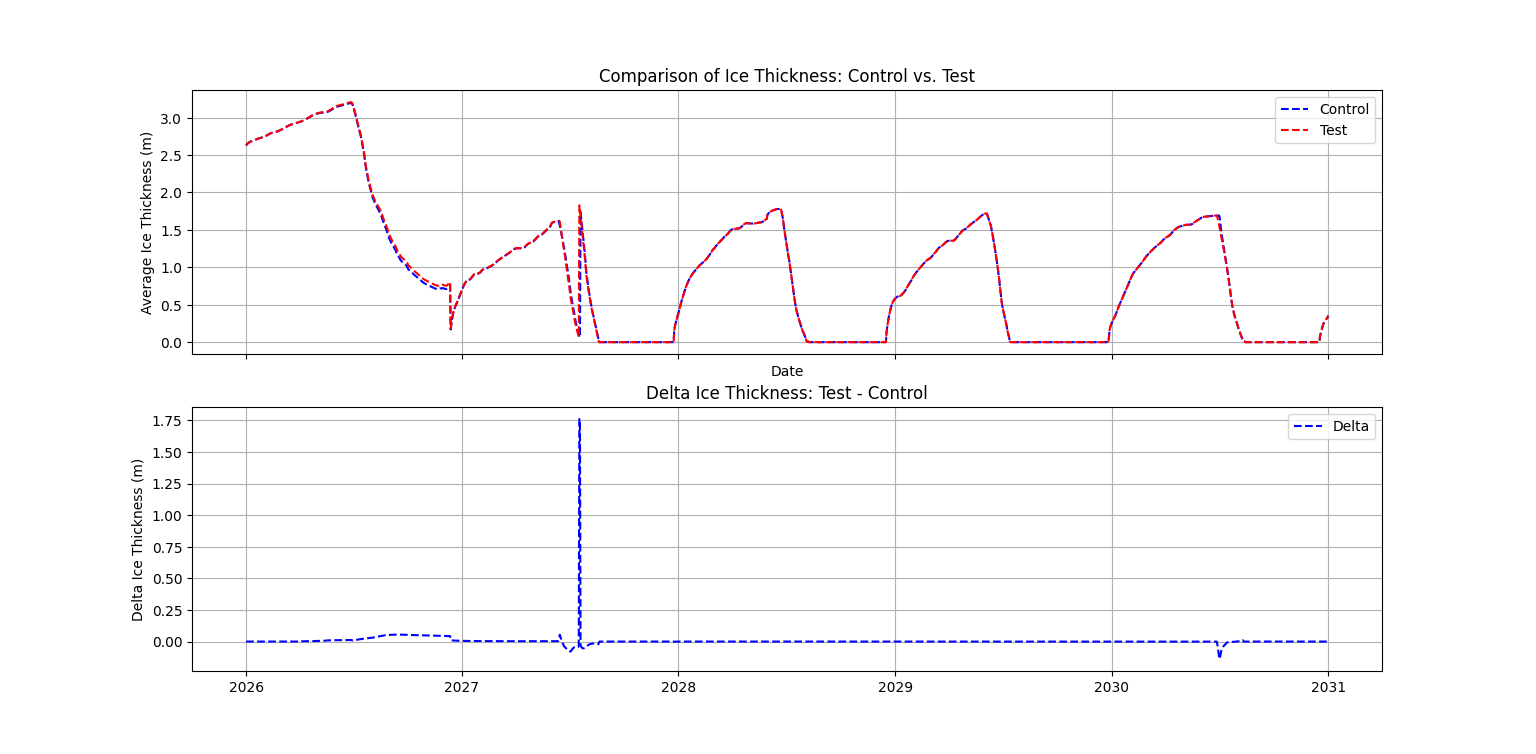 Comparison of Ice Thickness: Control vs. Test
Average Ice Thickness (m)
3.0
2.5
2.0
1.5
1.0
0.5
0.0
Control
Test
Date
Delta Ice Thickness: Test - Control
Delta Ice Thickness (m)
1.75
1.50
1.25
1.00
0.75
0.50
0.25
0.00
Delta
2026 2027 2028 2029 2030 2031